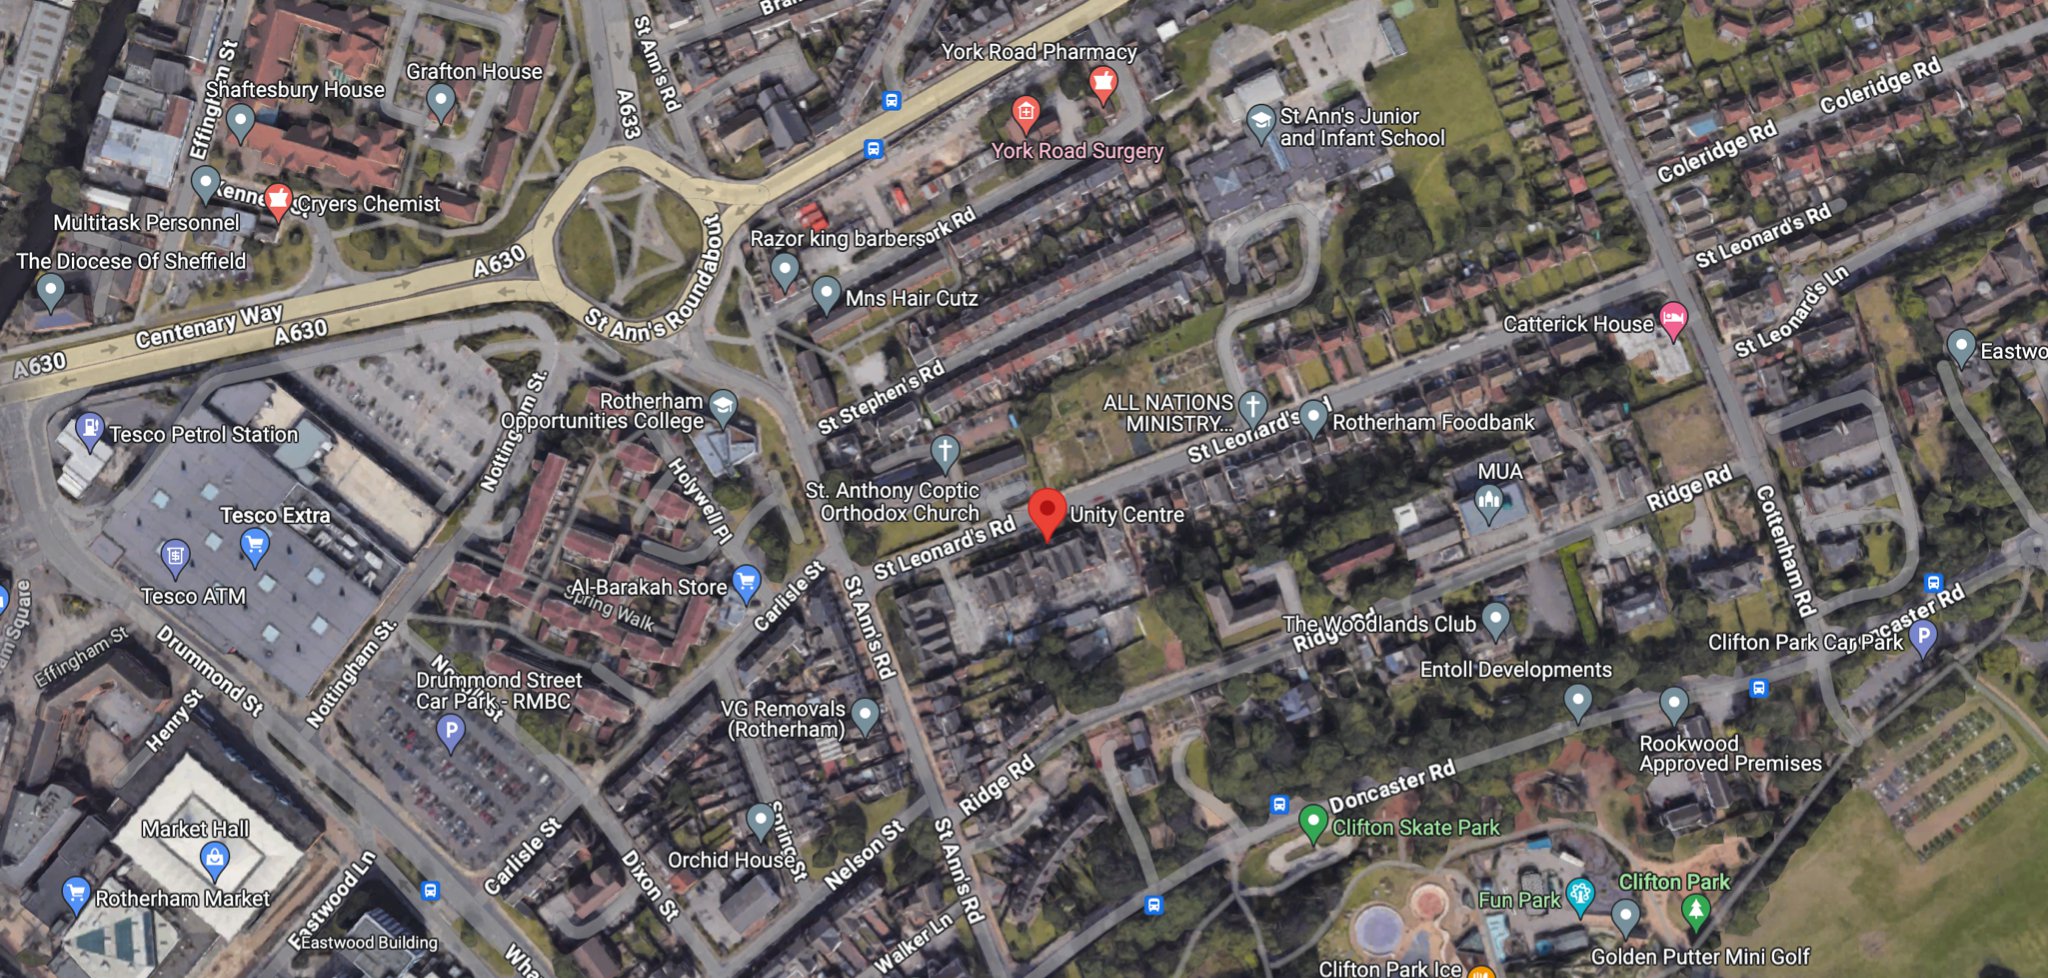 St Ann's Rd
York Road Pharmacy
Effingham St
Grafton House
Shaftesbury House
A633
Coleridge Rd
St Ann's Junior
and Infant School
York Road Surgery
Coleridge Rd
Cryers Chemist
Multitask Personnel
St Leonard's Rd
Razor king barbers
The Diocese Of Sheffield
A630
St Ann's Roundabout
Mns Hair Cutz
St Leonard's Ln
Centenary Way
A630
A630
Catterick House
Eastwo
St Stephen's Rd
Rotherham
Opportunities College
ALL NATIONS
MINISTRY...
St Leonard's
Rotherham Foodbank
Tesco Petrol Station
Nottingham St.
Holywell Pl
St. Anthony Coptic
Orthodox Church
MUA
Ridge Rd
Tesco Extra
Unity Centre
St Leonard's Rd
Cottenham Rd
Tesco ATM
Al-Barakah Store
Spring Walk
Carlisle St
St Ann's Rd
Effingham St
Drummond St
Nottingham St.
The Woodlands Club
Clifton Park Car Park
Entoll Developments
Drummond Street
Car Park - RMBC
Henry St
VG Removals
(Rotherham)
Rookwood
Approved Premises
Ridge Rd
Doncaster Rd
Clifton Skate Park
Market Hall
Spring St
Orchid House
Nelson St
St Ann's Rd
Carlisle St
Dixon St
Rotherham Market
Eastwood Ln
Eastwood Building
Walker Ln
Fun Park
Clifton Park
Golden Putter Mini Golf
Clifton Park Ice